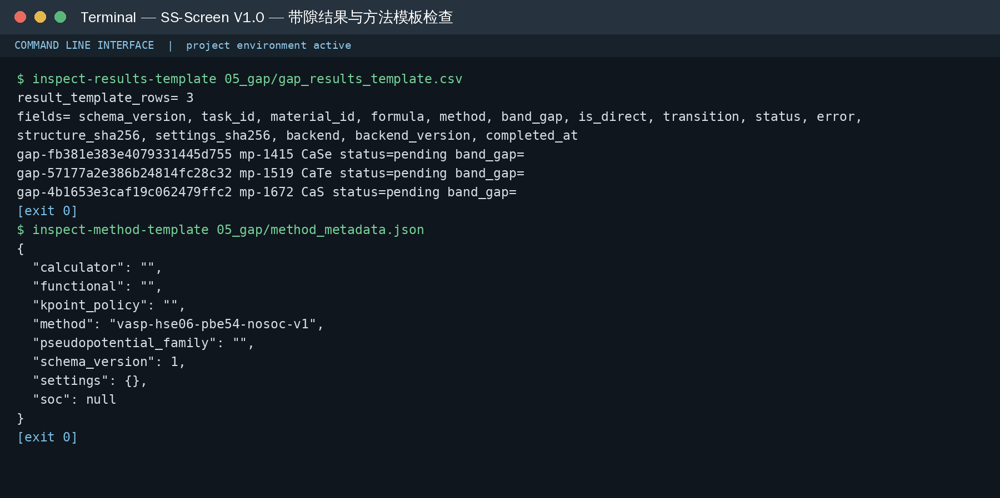 Terminal — SS-Screen V1.0 — 带隙结果与方法模板检查
COMMAND LINE INTERFACE | project environment active
$ inspect-results-template 05_gap/gap_results_template.csv
result_template_rows= 3
fields= schema_version, task_id, material_id, formula, method, band_gap, is_direct, transition, status, error,
structure_sha256, settings_sha256, backend, backend_version, completed_at
gap-fb381e383e4079331445d755 mp-1415 CaSe status=pending band_gap=
gap-57177a2e386b24814fc28c32 mp-1519 CaTe status=pending band_gap=
gap-4b1653e3caf19c062479ffc2 mp-1672 CaS status=pending band_gap=
[exit 0]
$ inspect-method-template 05_gap/method_metadata.json
{
  "calculator": "",
  "functional": "",
  "kpoint_policy": "",
  "method": "vasp-hse06-pbe54-nosoc-v1",
  "pseudopotential_family": "",
  "schema_version": 1,
  "settings": {},
  "soc": null
}
[exit 0]